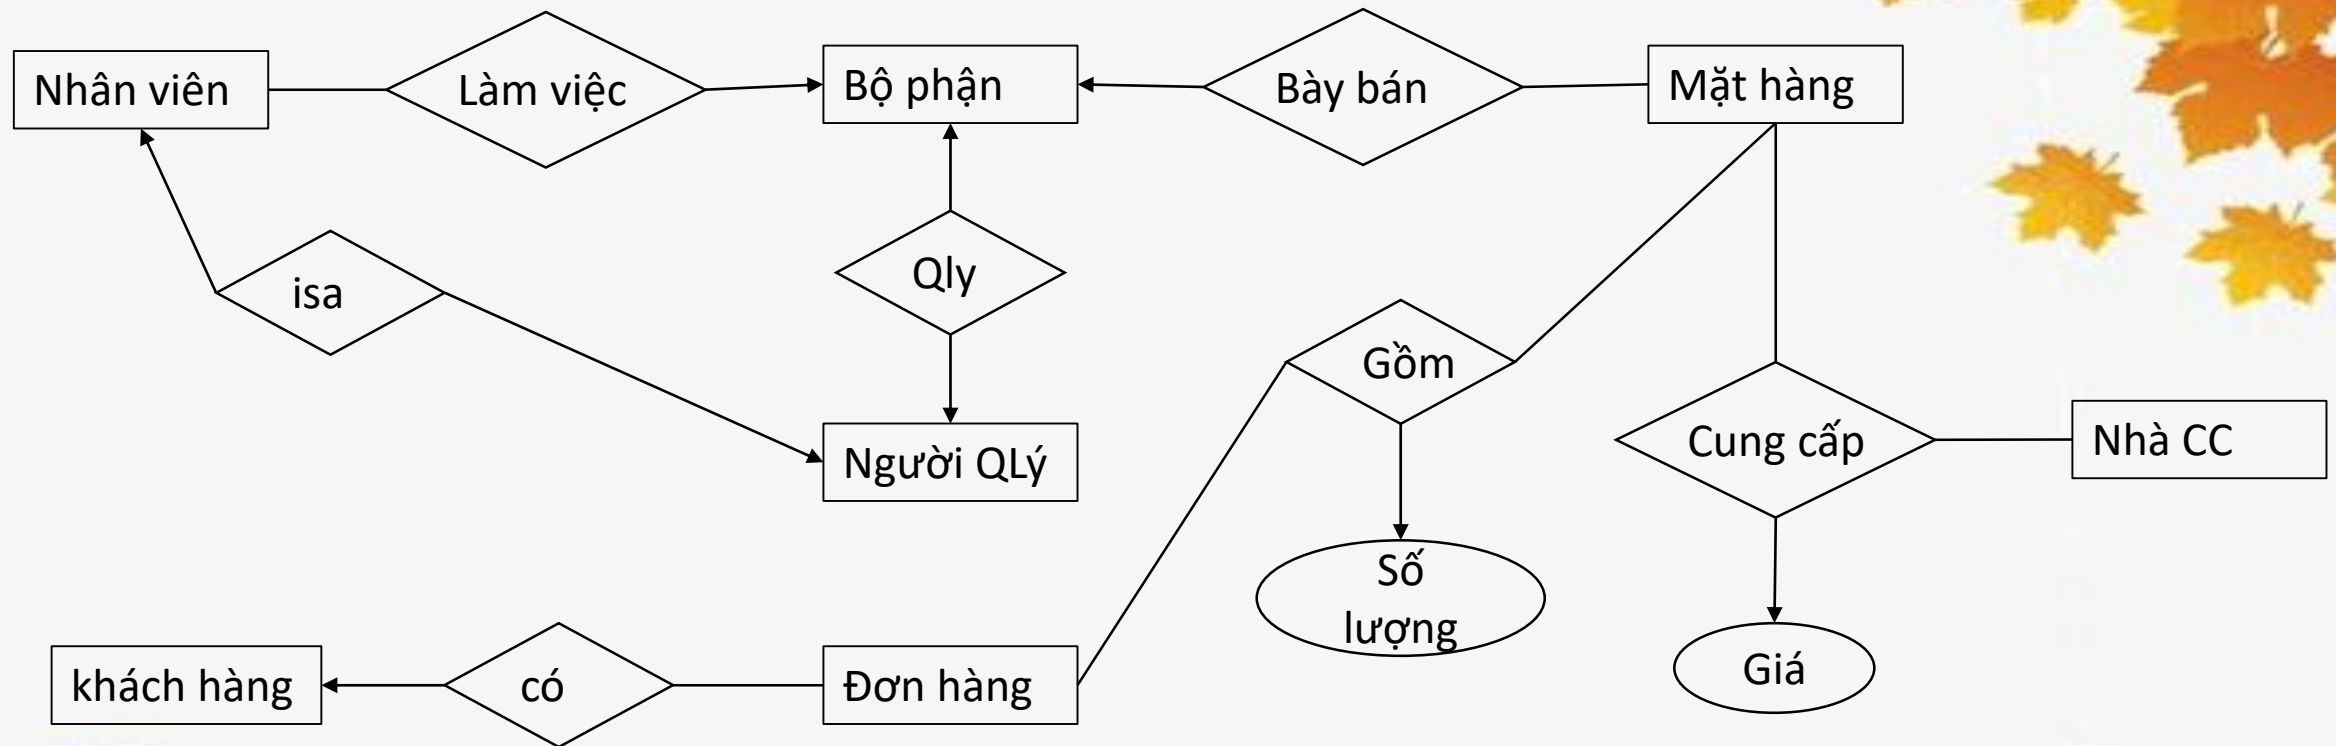 Nhân viên
Làm việc
Bộ phận
Bày bán
Mặt hàng
isa
Qly
Gồm
Cung cấp
Nhà CC
Người QLý
Số
lượng
Giá
khách hàng
có
Đơn hàng